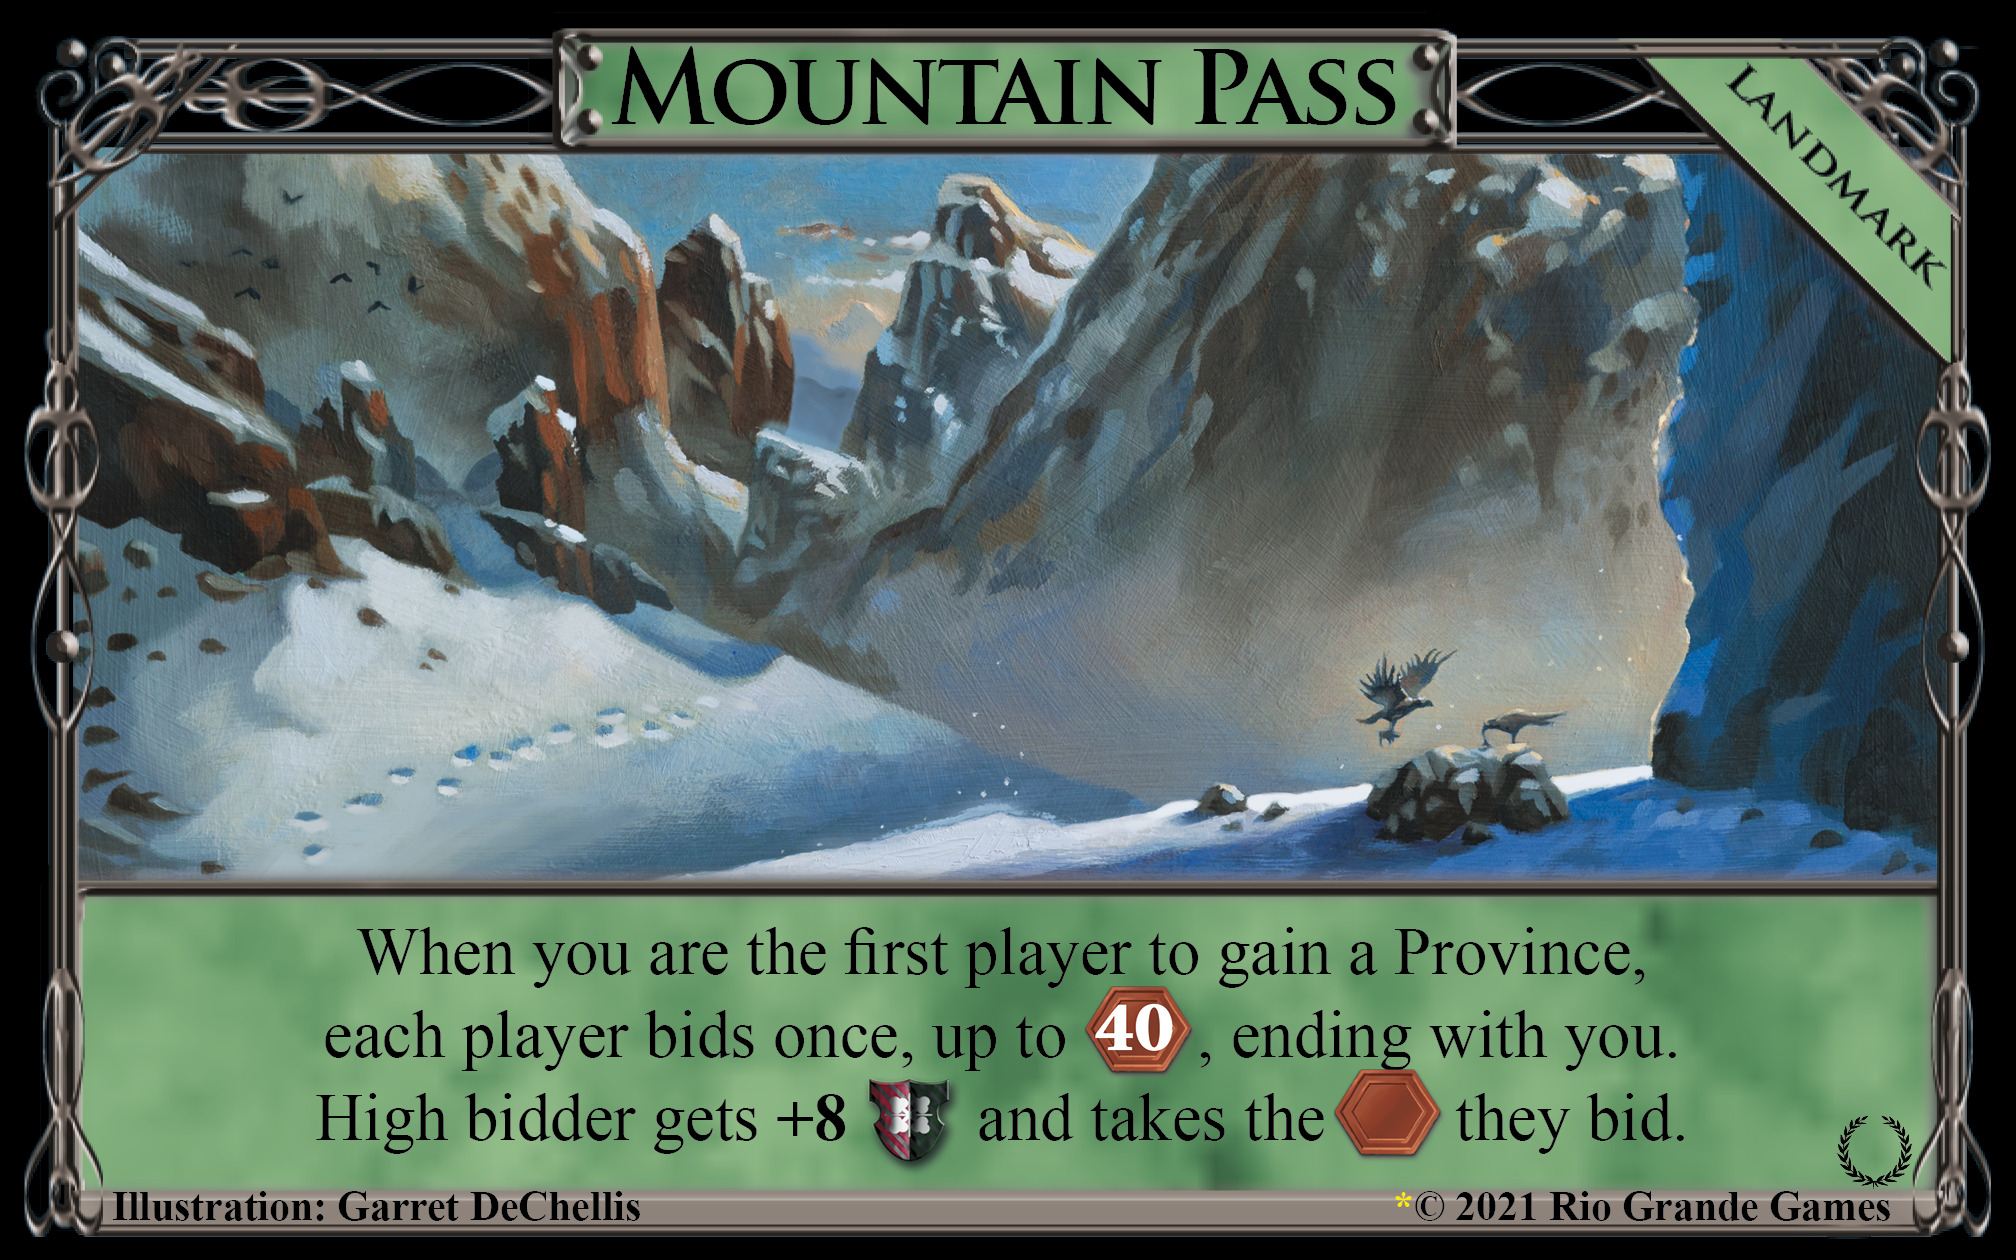 MOUNTAIN PASS
LANDMARK
When you are the first player to gain a Province,
each player bids once, up to 40, ending with you.
High bidder gets +8 and takes the they bid.
Illustration: Garret DeChellis
*© 2021 Rio Grande Games